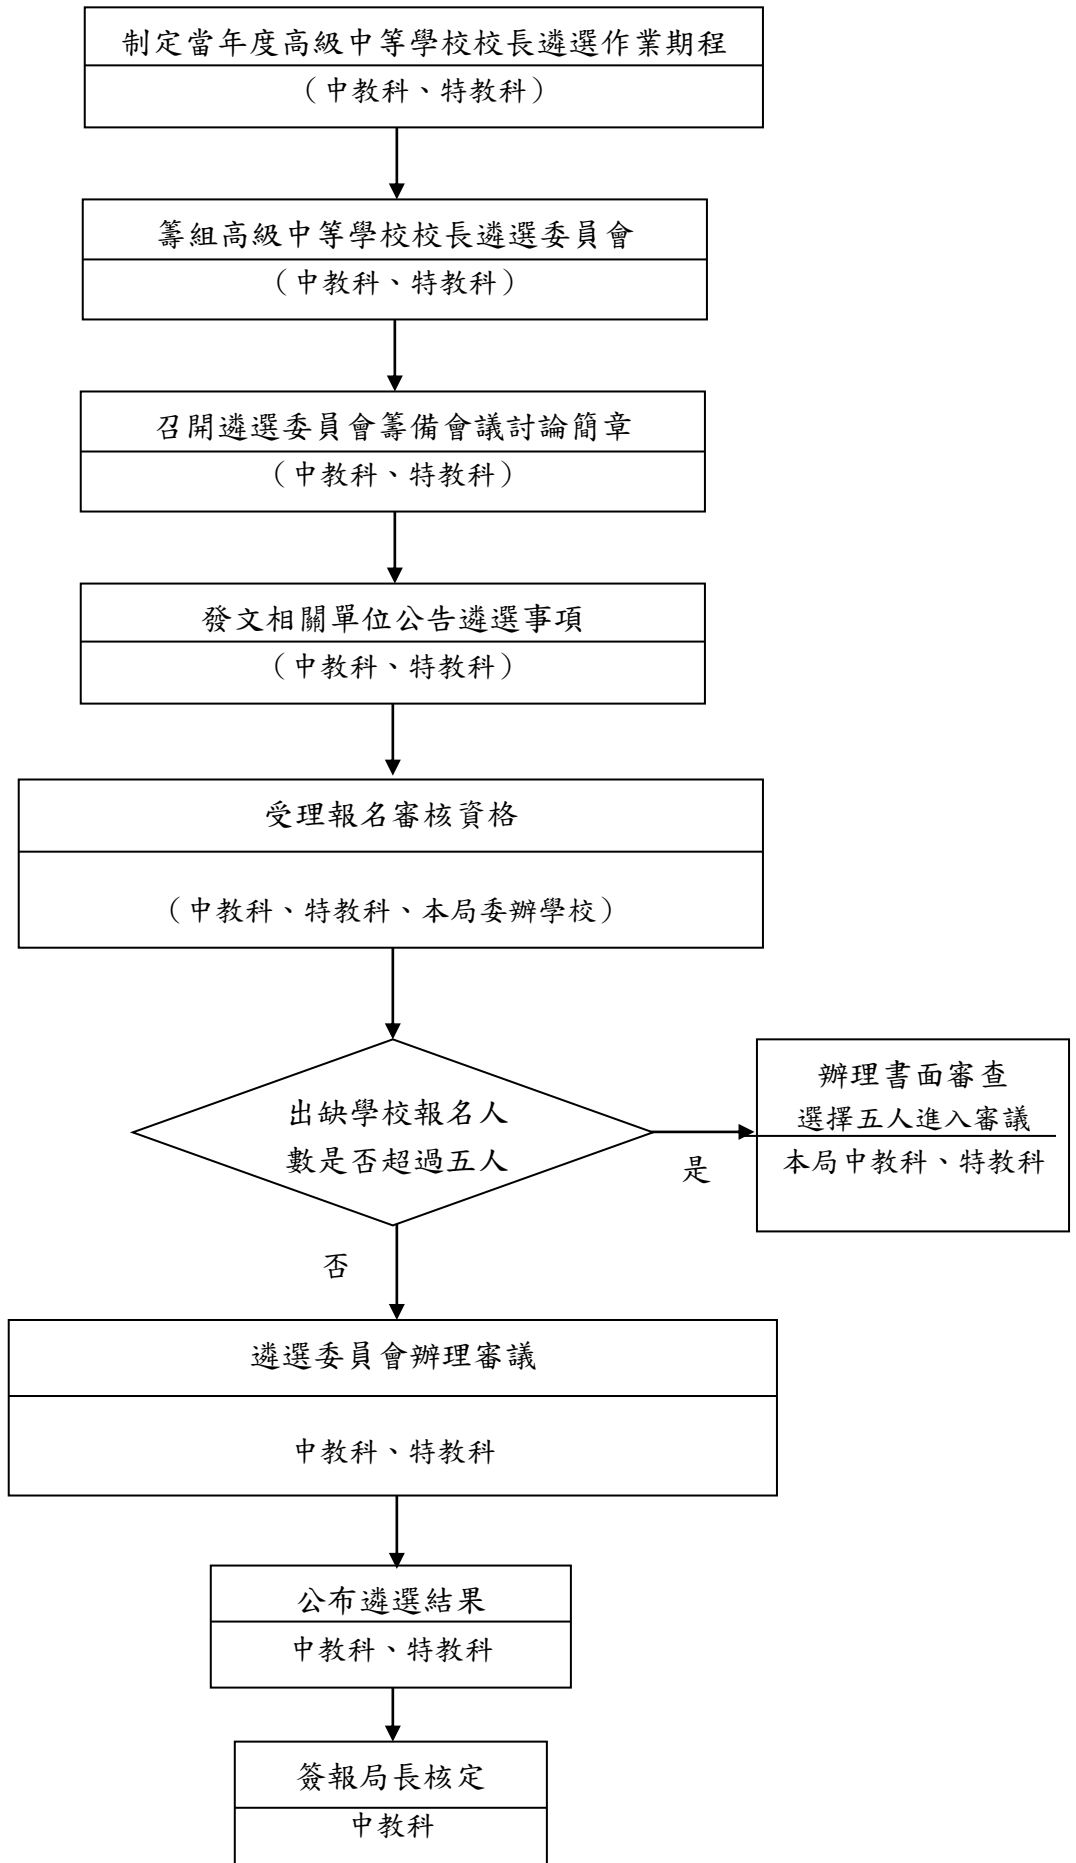 制定當年度高級中等學校校長遴選作業期程
（中教科、特教科）
籌組高級中等學校校長遴選委員會
（中教科、特教科）
召開遴選委員會籌備會議討論簡章
（中教科、特教科）
發文相關單位公告遴選事項
（中教科、特教科）
受理報名審核資格
（中教科、特教科、本局委辦學校）
出缺學校報名人
數是否超過五人
是
辦理書面審查
選擇五人進入審議
本局中教科、特教科
否
遴選委員會辦理審議
中教科、特教科
公布遴選結果
中教科、特教科
簽報局長核定
中教科